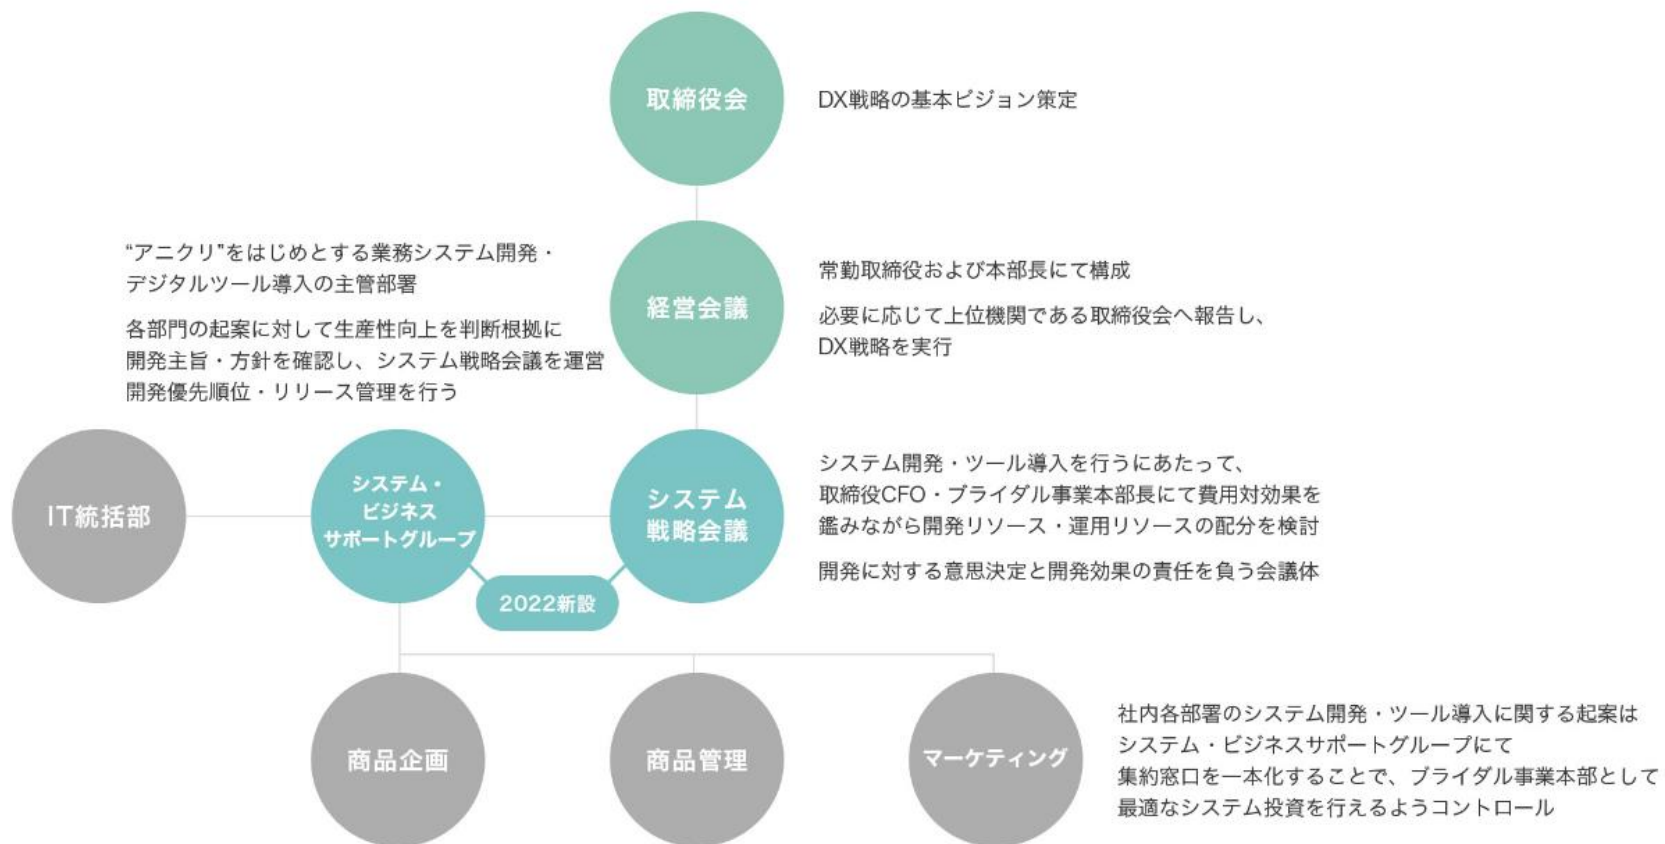 取締役会
DX戦略の基本ビジョン策定
“アニクリ”をはじめとする業務システム開発・
デジタルツール導入の主管部署
各部門の起案に対して生産性向上を判断根拠に
開発主旨・方針を確認し、システム戦略会議を運営
開発優先順位・リリース管理を行う
経営会議
常勤取締役および本部長にて構成
必要に応じて上位機関である取締役会へ報告し、
DX戦略を実行
IT統括部
システム・
ビジネス
サポートグループ
システム
戦略会議
2022新設
システム開発・ツール導入を行うにあたって、
取締役CFO・ブライダル事業本部長にて費用対効果を
鑑みながら開発リソース・運用リソースの配分を検討
開発に対する意思決定と開発効果の責任を負う会議体
商品企画
商品管理
マーケティング
社内各部署のシステム開発・ツール導入に関する起案は
システム・ビジネスサポートグループにて
集約窓口を一本化することで、ブライダル事業本部として
最適なシステム投資を行えるようコントロール